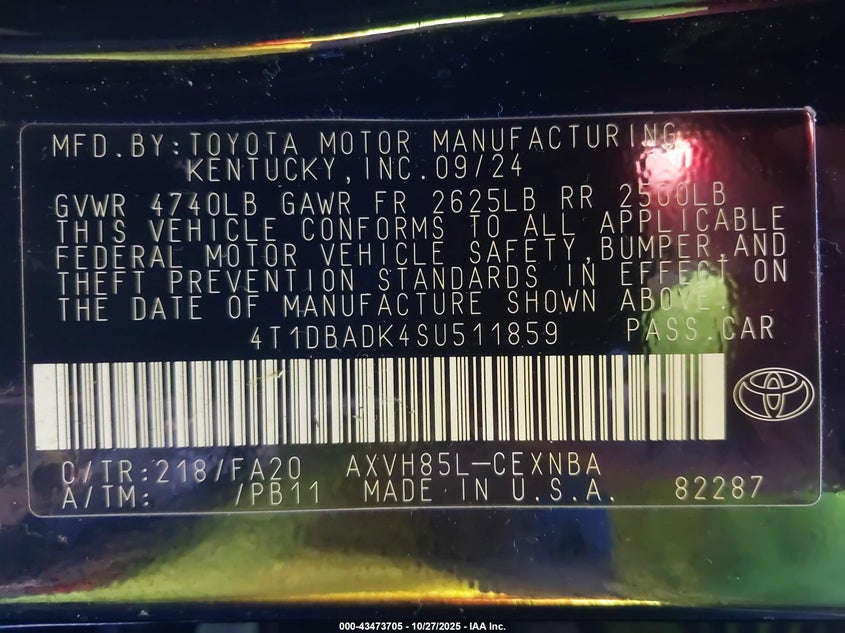 MFD.BY:TOYOTA MOTOR MANUFACTURING
KENTUCKY,INC.09/24
GVWR 4740LB GAWR FR 2625LB RR 2500LB
THIS VEHICLE CONFORMS TO ALL APPLICABLE
FEDERAL MOTOR VEHICLE SAFETY,BUMPER,AND
THEFT PREVENTION STANDARDS IN EFFECT ON
THE DATE OF MANUFACTURE SHOWN ABOVE.
4T1DBADK4SU511859 PASS.CAR
C/TR:218/FA20 AXVH85L-CEXNBA
A/TM: /PB11 MADE IN U.S.A. 82287
000-43473705 - 10/27/2025 - IAA Inc.